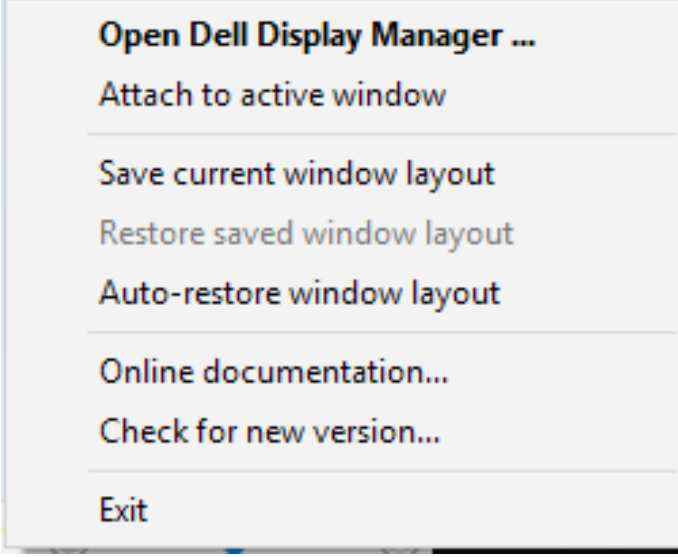 Open Dell Display Manager ...
Attach to active window
Save current window layout
Restore saved window layout
Auto-restore window layout
Online documentation...
Check for new version...
Exit